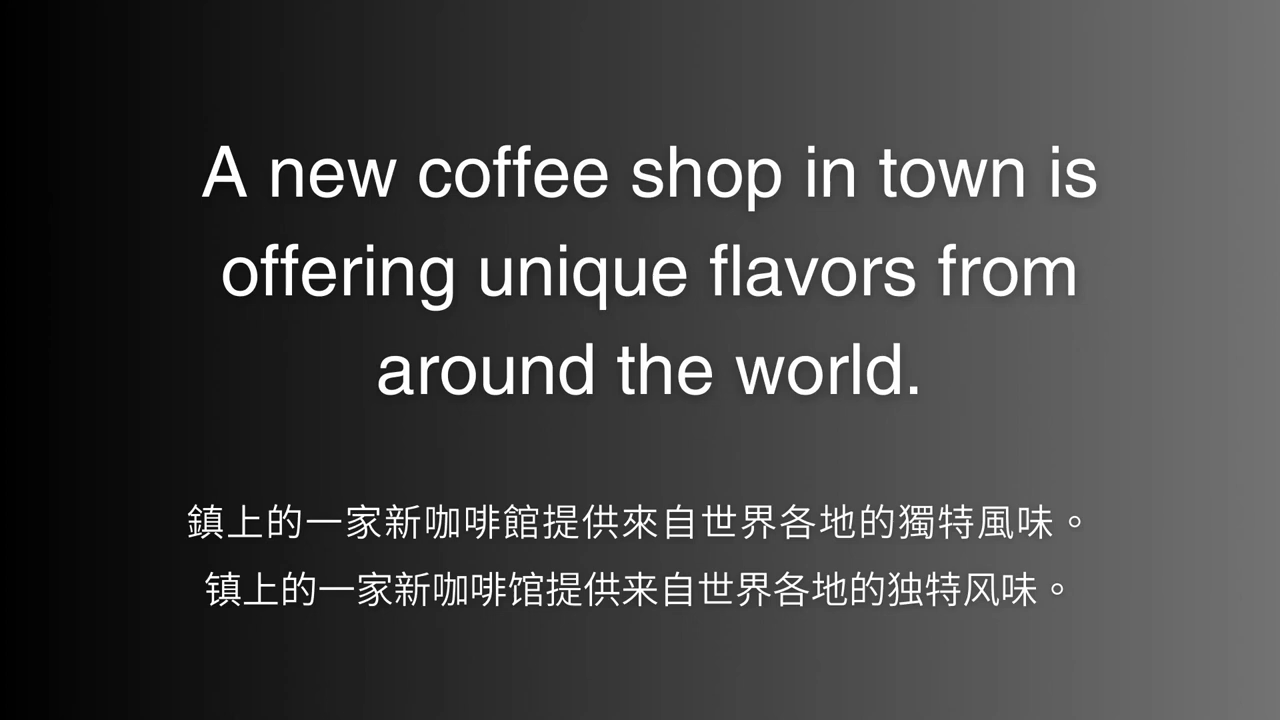 A new coffee shop in town is
offering unique flavors from
around the world.
鎮上的一家新咖啡館提供來自世界各地的獨特風味。
镇上的一家新咖啡馆提供来自世界各地的独特风味。